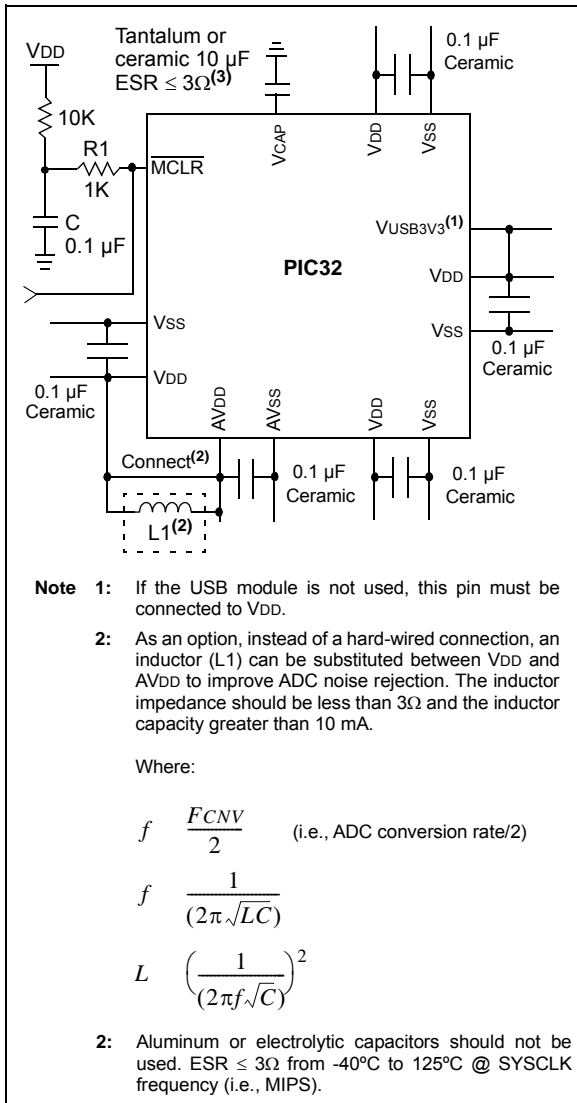 VDD
Tantalum or
ceramic 10 µF
ESR ≤ 3Ω(3)
0.1 µF
Ceramic
10K
R1
1K
C
0.1 µF
MCLR
VCAP
VDD
VSS
VUSB3V3(1)
PIC32
VDD
VSS
0.1 µF
Ceramic
VSS
VDD
0.1 µF
Ceramic
AVDD
AVSS
VDD
VSS
Connect(2)
0.1 µF
Ceramic
0.1 µF
Ceramic
L1(2)
Note 1: If the USB module is not used, this pin must be
connected to VDD.
2: As an option, instead of a hard-wired connection, an
inductor (L1) can be substituted between VDD and
AVDD to improve ADC noise rejection. The inductor
impedance should be less than 3Ω and the inductor
capacity greater than 10 mA.
Where:
f FCNV/2 (i.e., ADC conversion rate/2)
f 1/(2π√LC)
L (1/(2πf√C))²
2: Aluminum or electrolytic capacitors should not be
used. ESR ≤ 3Ω from -40ºC to 125ºC @ SYSCLK
frequency (i.e., MIPS).